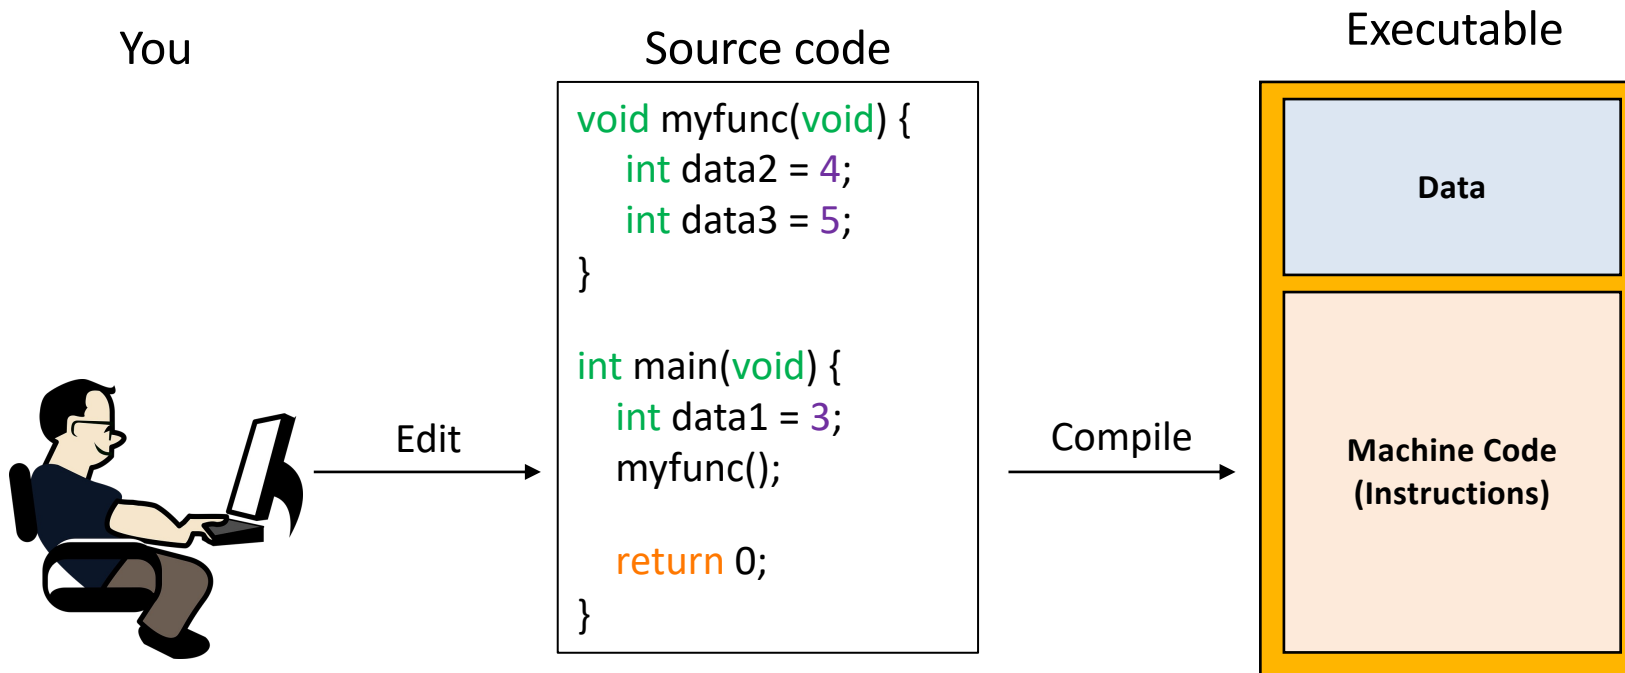 You
Source code
Executable
void myfunc(void) {
int data2 = 4;
int data3 = 5;
}
int main(void) {
int data1 = 3;
myfunc();
return 0;
}
Edit
Compile
Data
Machine Code
(Instructions)